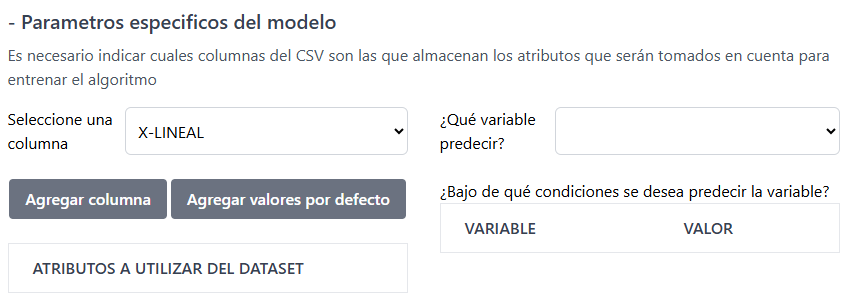 - Parametros especificos del modelo
Es necesario indicar cuales columnas del CSV son las que almacenan los atributos que serán tomados en cuenta para
entrenar el algoritmo
Seleccione una
columna
X-LINEAL
¿Qué variable
predecir?
Agregar columna
Agregar valores por defecto
¿Bajo de qué condiciones se desea predecir la variable?
VARIABLE
VALOR
ATRIBUTOS A UTILIZAR DEL DATASET